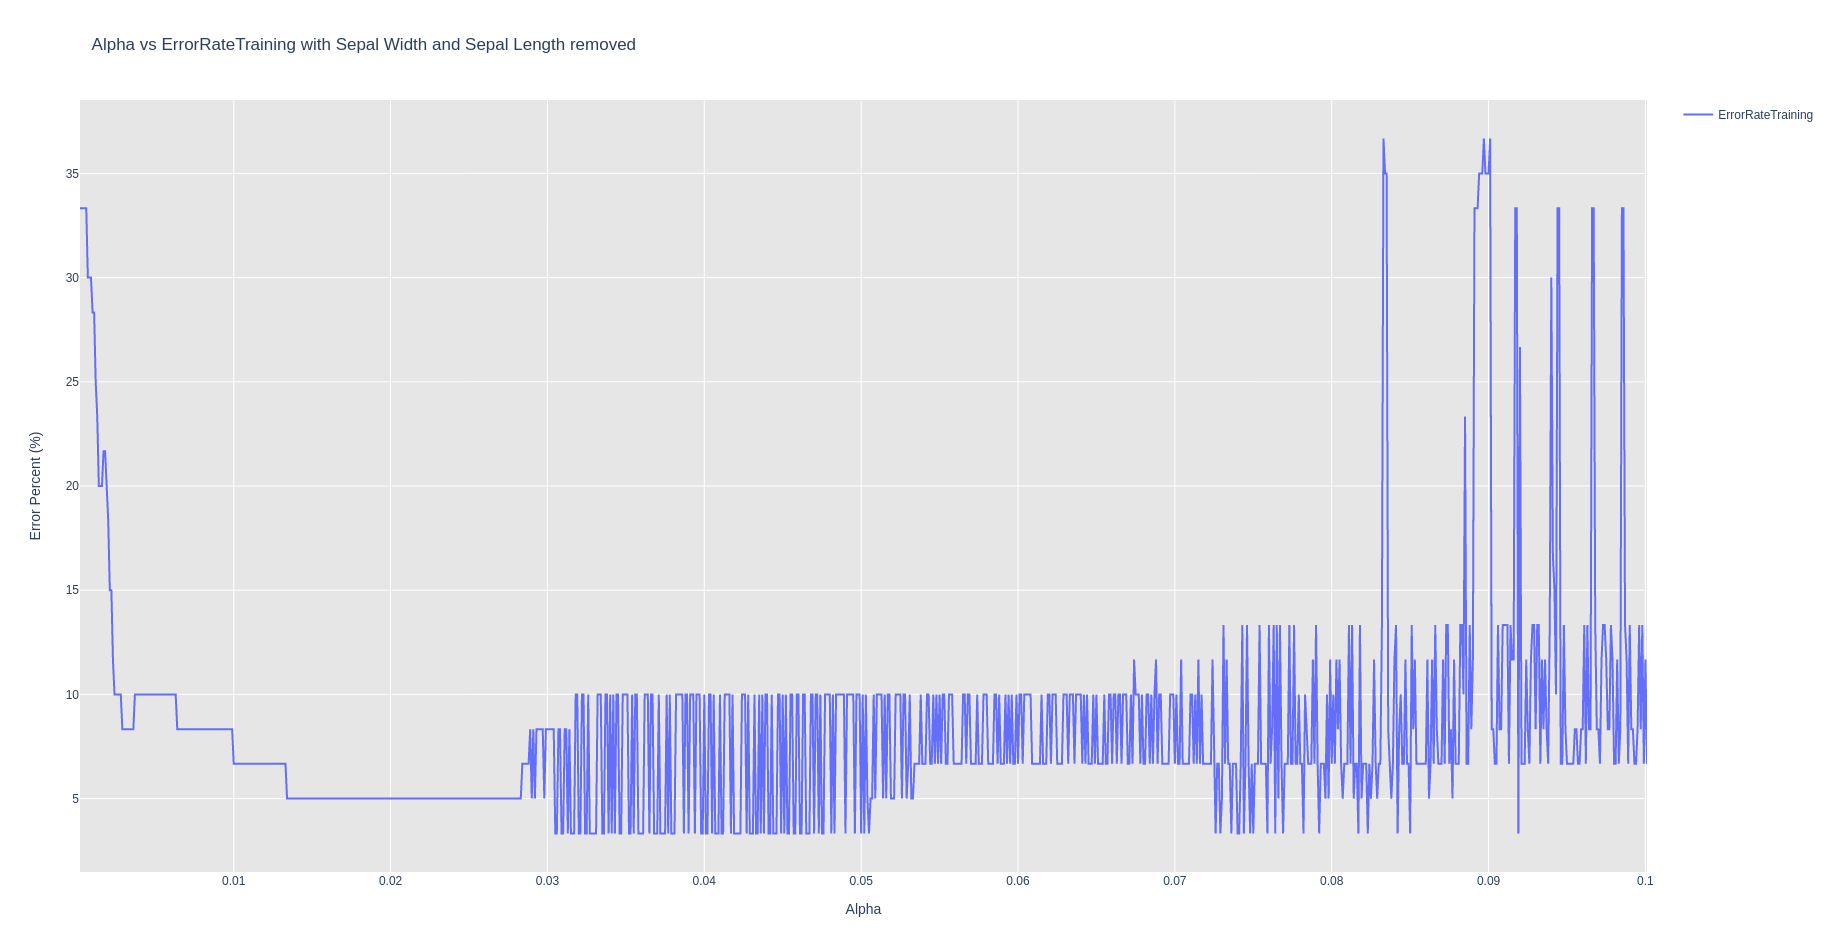 Alpha vs ErrorRateTraining with Sepal Width and Sepal Length removed
ErrorRateTraining
35
30
25
20
15
10
5
Error Percent (%)
0.01 0.02 0.03 0.04 0.05 0.06 0.07 0.08 0.09 0.1
Alpha